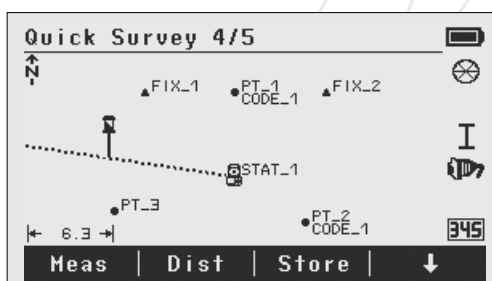 Quick Survey 4/5
N
FIX_1
PT_1
CODE_1
FIX_2
I
STAT_1
PT_3
PT_2
CODE_1
6.3
345
Meas | Dist | Store |